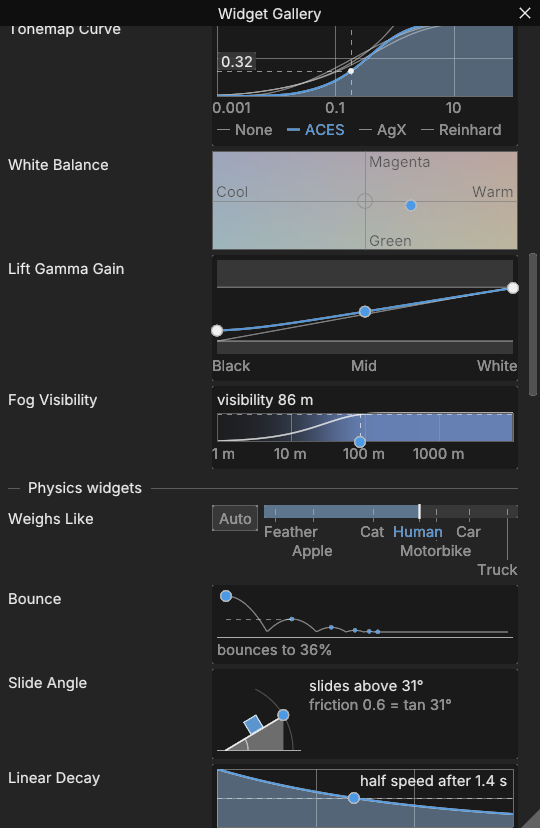 Widget Gallery
Tonemap Curve
0.32
0.001 0.1 10
None ACES AgX Reinhard
White Balance
Magenta
Cool Warm
Green
Lift Gamma Gain
Black Mid White
Fog Visibility
visibility 86 m
1 m 10 m 100 m 1000 m
Physics widgets
Weighs Like
Auto
Feather Cat Human Car
Apple Motorbike
Truck
Bounce
bounces to 36%
Slide Angle
slides above 31°
friction 0.6 = tan 31°
Linear Decay
half speed after 1.4 s